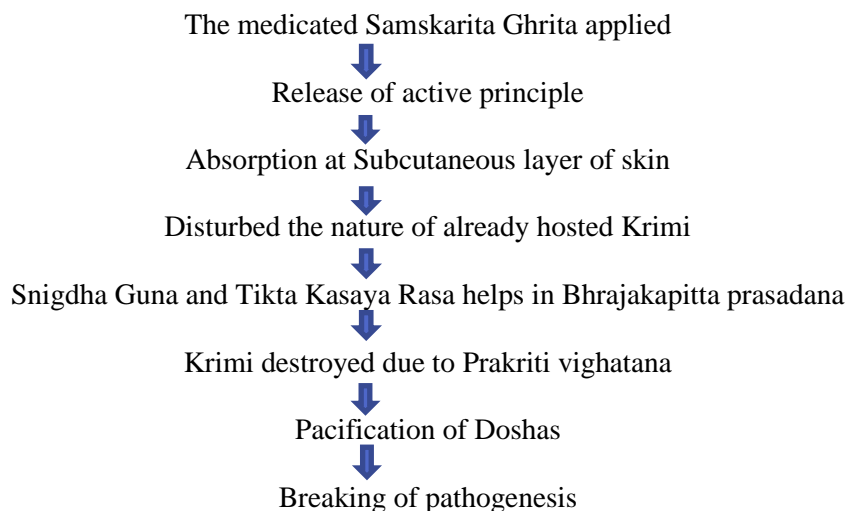 The medicated Samskarita Ghrita applied
Release of active principle
Absorption at Subcutaneous layer of skin
Disturbed the nature of already hosted Krimi
Snigdha Guna and Tikta Kasaya Rasa helps in Bhrajakapitta prasadana
Krimi destroyed due to Prakriti vighatana
Pacification of Doshas
Breaking of pathogenesis